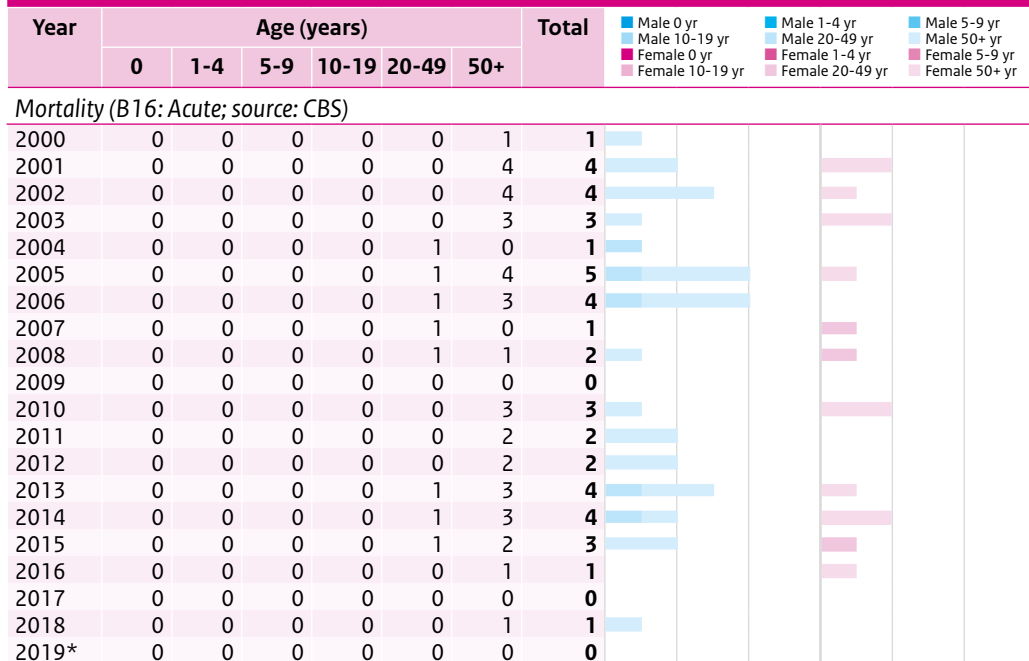 Year Age (years) Total
0 1-4 5-9 10-19 20-49 50+
Male 0 yr Male 1-4 yr Male 5-9 yr
Male 10-19 yr Male 20-49 yr Male 50+ yr
Female 0 yr Female 1-4 yr Female 5-9 yr
Female 10-19 yr Female 20-49 yr Female 50+ yr
Mortality (B16: Acute; source: CBS)
2000 0 0 0 0 0 1 1
2001 0 0 0 0 0 4 4
2002 0 0 0 0 0 4 4
2003 0 0 0 0 0 3 3
2004 0 0 0 0 1 0 1
2005 0 0 0 0 1 4 5
2006 0 0 0 0 1 3 4
2007 0 0 0 0 1 0 1
2008 0 0 0 0 1 1 2
2009 0 0 0 0 0 0 0
2010 0 0 0 0 0 3 3
2011 0 0 0 0 0 2 2
2012 0 0 0 0 0 2 2
2013 0 0 0 0 1 3 4
2014 0 0 0 0 1 3 4
2015 0 0 0 0 1 2 3
2016 0 0 0 0 0 1 1
2017 0 0 0 0 0 0 0
2018 0 0 0 0 0 1 1
2019* 0 0 0 0 0 0 0